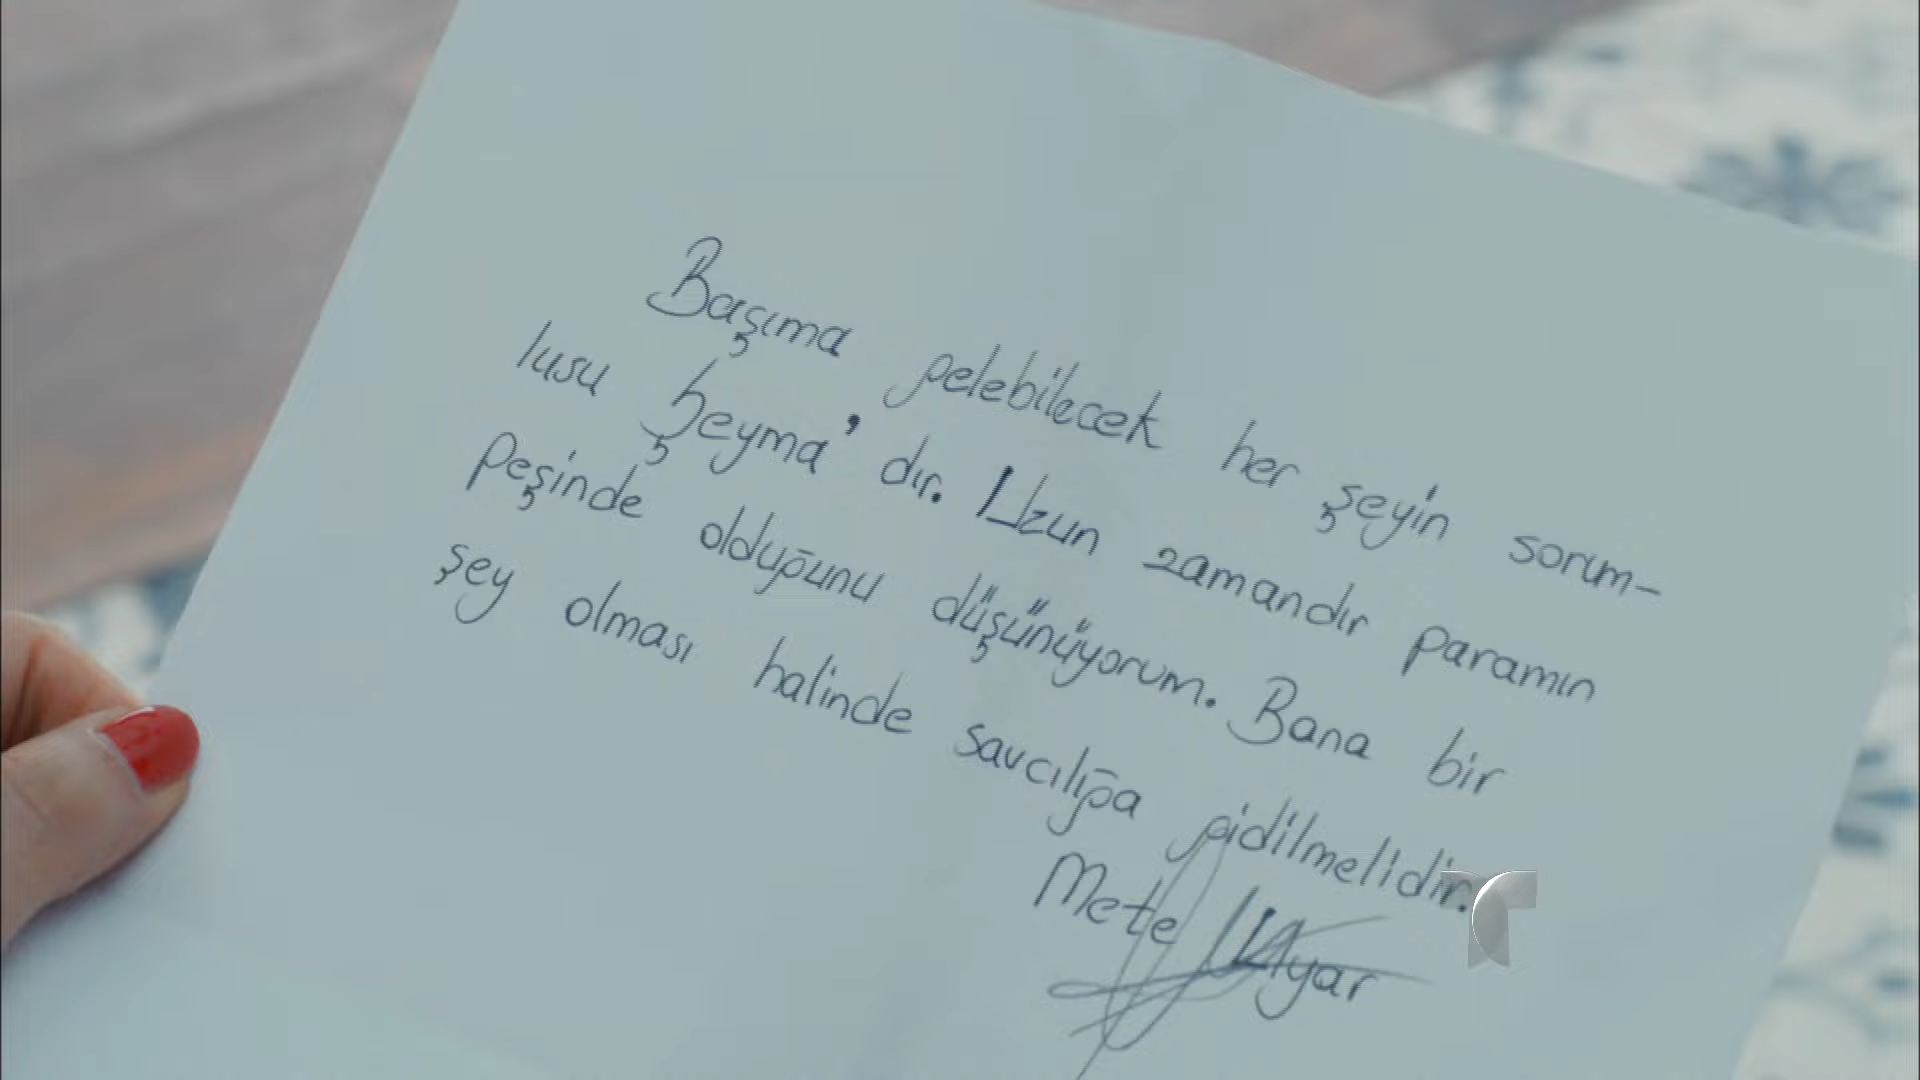 Başıma gelebilecek her şeyin sorum-
lusu Şeyma'dır. Uzun zamandır paramın
peşinde olduğunu düşünüyorum. Bana bir
şey olması halinde savcılığa gidilmelidir.
Mete Uyar